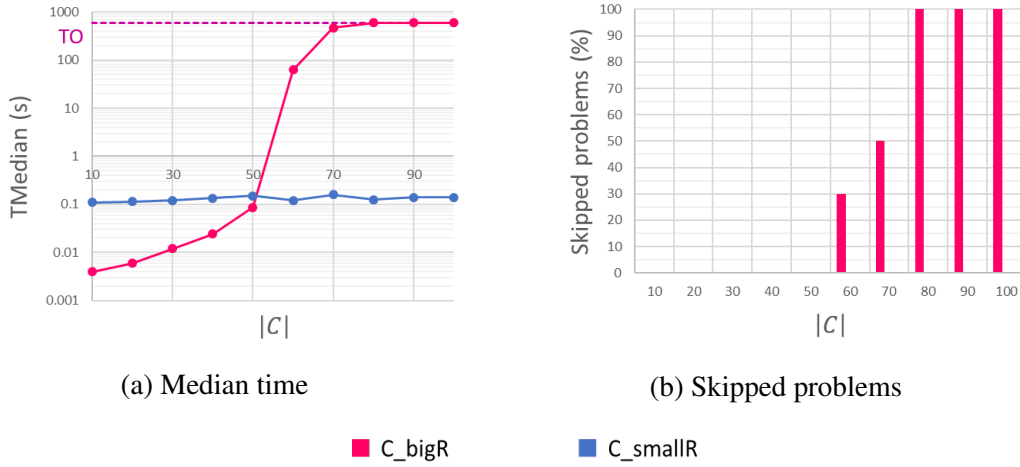 1000
TO
100
10
1
0.1
0.01
0.001
10 30 50 70 90
TMedian (s)
|C|
(a) Median time
100
90
80
70
60
50
40
30
20
10
0
10 20 30 40 50 60 70 80 90 100
Skipped problems (%)
|C|
(b) Skipped problems
C_bigR C_smallR